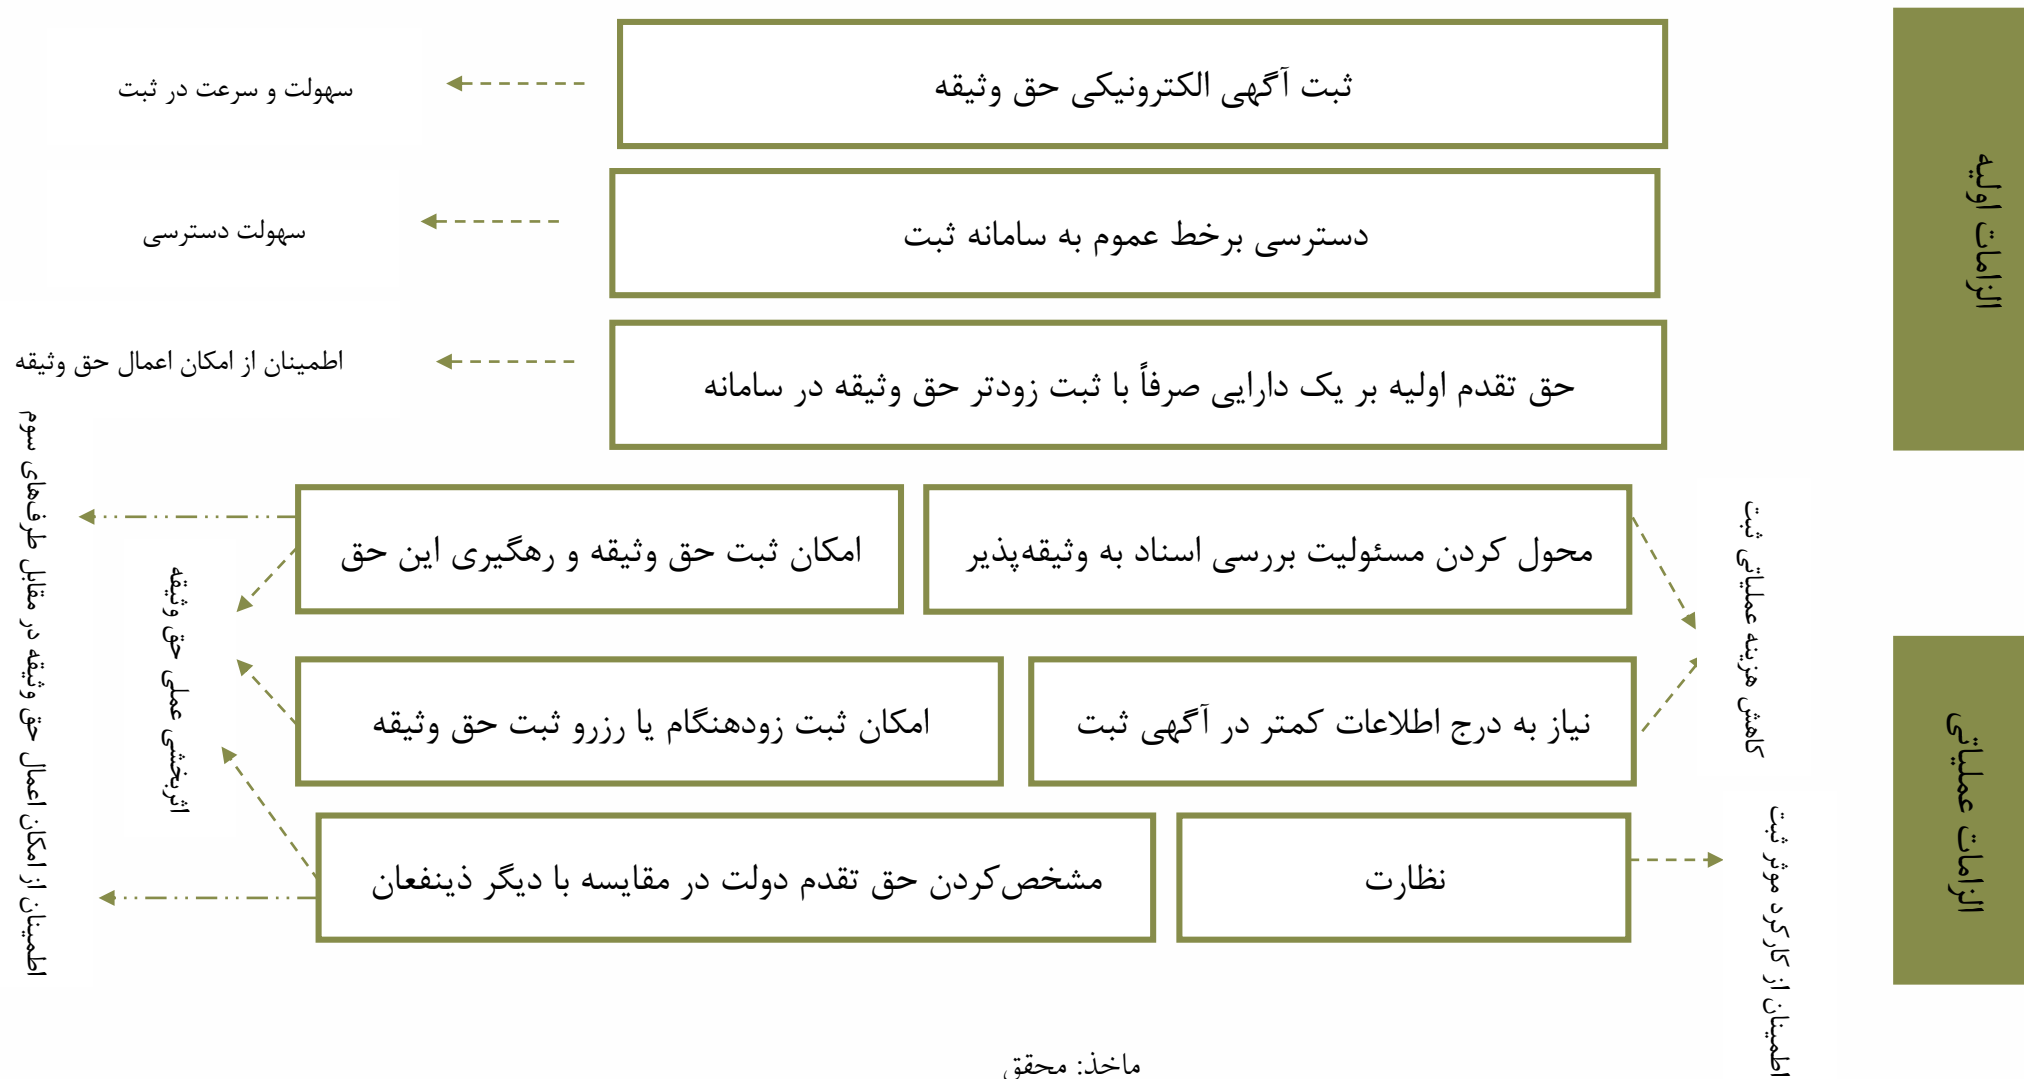 الزامات اولیه
ثبت آگهی الکترونیکی حق وثیقه
سهولت و سرعت در ثبت
دسترسی برخط عموم به سامانه ثبت
سهولت دسترسی
حق تقدم اولیه بر یک دارایی صرفاً با ثبت زودتر حق وثیقه در سامانه
اطمینان از امکان اعمال حق وثیقه
الزامات عملیاتی
کاهش هزینه عملیاتی ثبت
محول کردن مسئولیت بررسی اسناد به وثیقه‌پذیر
امکان ثبت حق وثیقه و رهگیری این حق
نیاز به درج اطلاعات کمتر در آگهی ثبت
امکان ثبت زودهنگام یا رزرو ثبت حق وثیقه
اطمینان از کارکرد موثر ثبت
نظارت
مشخص‌کردن حق تقدم دولت در مقایسه با دیگر ذینفعان
اثربخشی عملی حق وثیقه
اطمینان از امکان اعمال حق وثیقه در مقابل طرف‌های سوم
ماخذ: محقق